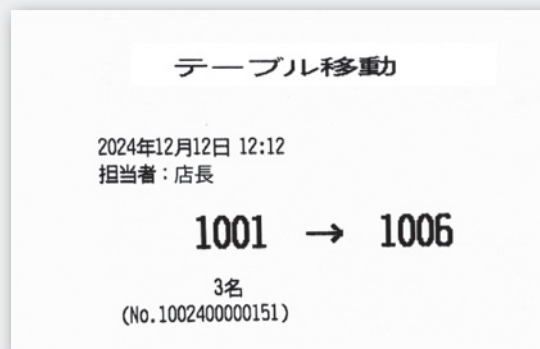 テーブル移動
2024年12月12日 12:12
担当者：店長
1001 → 1006
3名
(No.1002400000151)